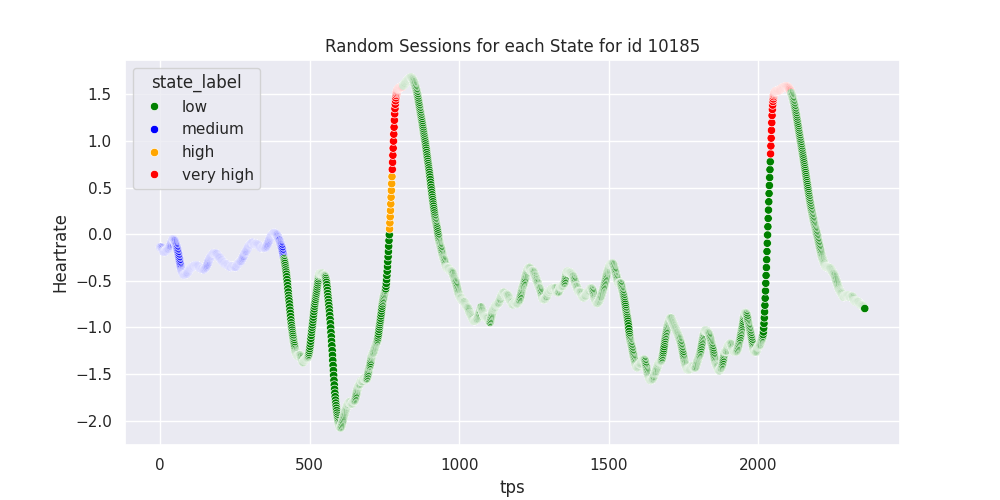 Random Sessions for each State for id 10185
state_label
low
medium
high
very high
Heartrate
1.5
1.0
0.5
0.0
−0.5
−1.0
−1.5
−2.0
0 500 1000 1500 2000
tps